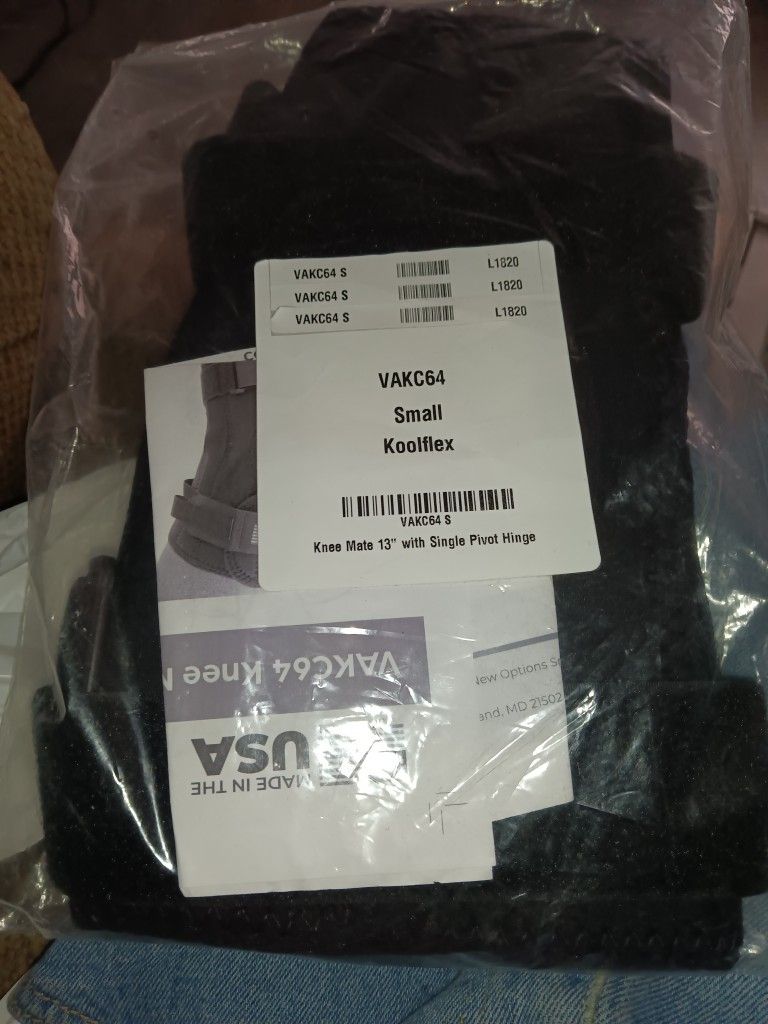 VAKC64 S L1820
VAKC64 S L1820
VAKC64 S L1820
VAKC64
Small
Koolflex
VAKC64 S
Knee Mate 13" with Single Pivot Hinge
VAKC64 Knee
New Options
MD 21502
MADE IN THE
USA